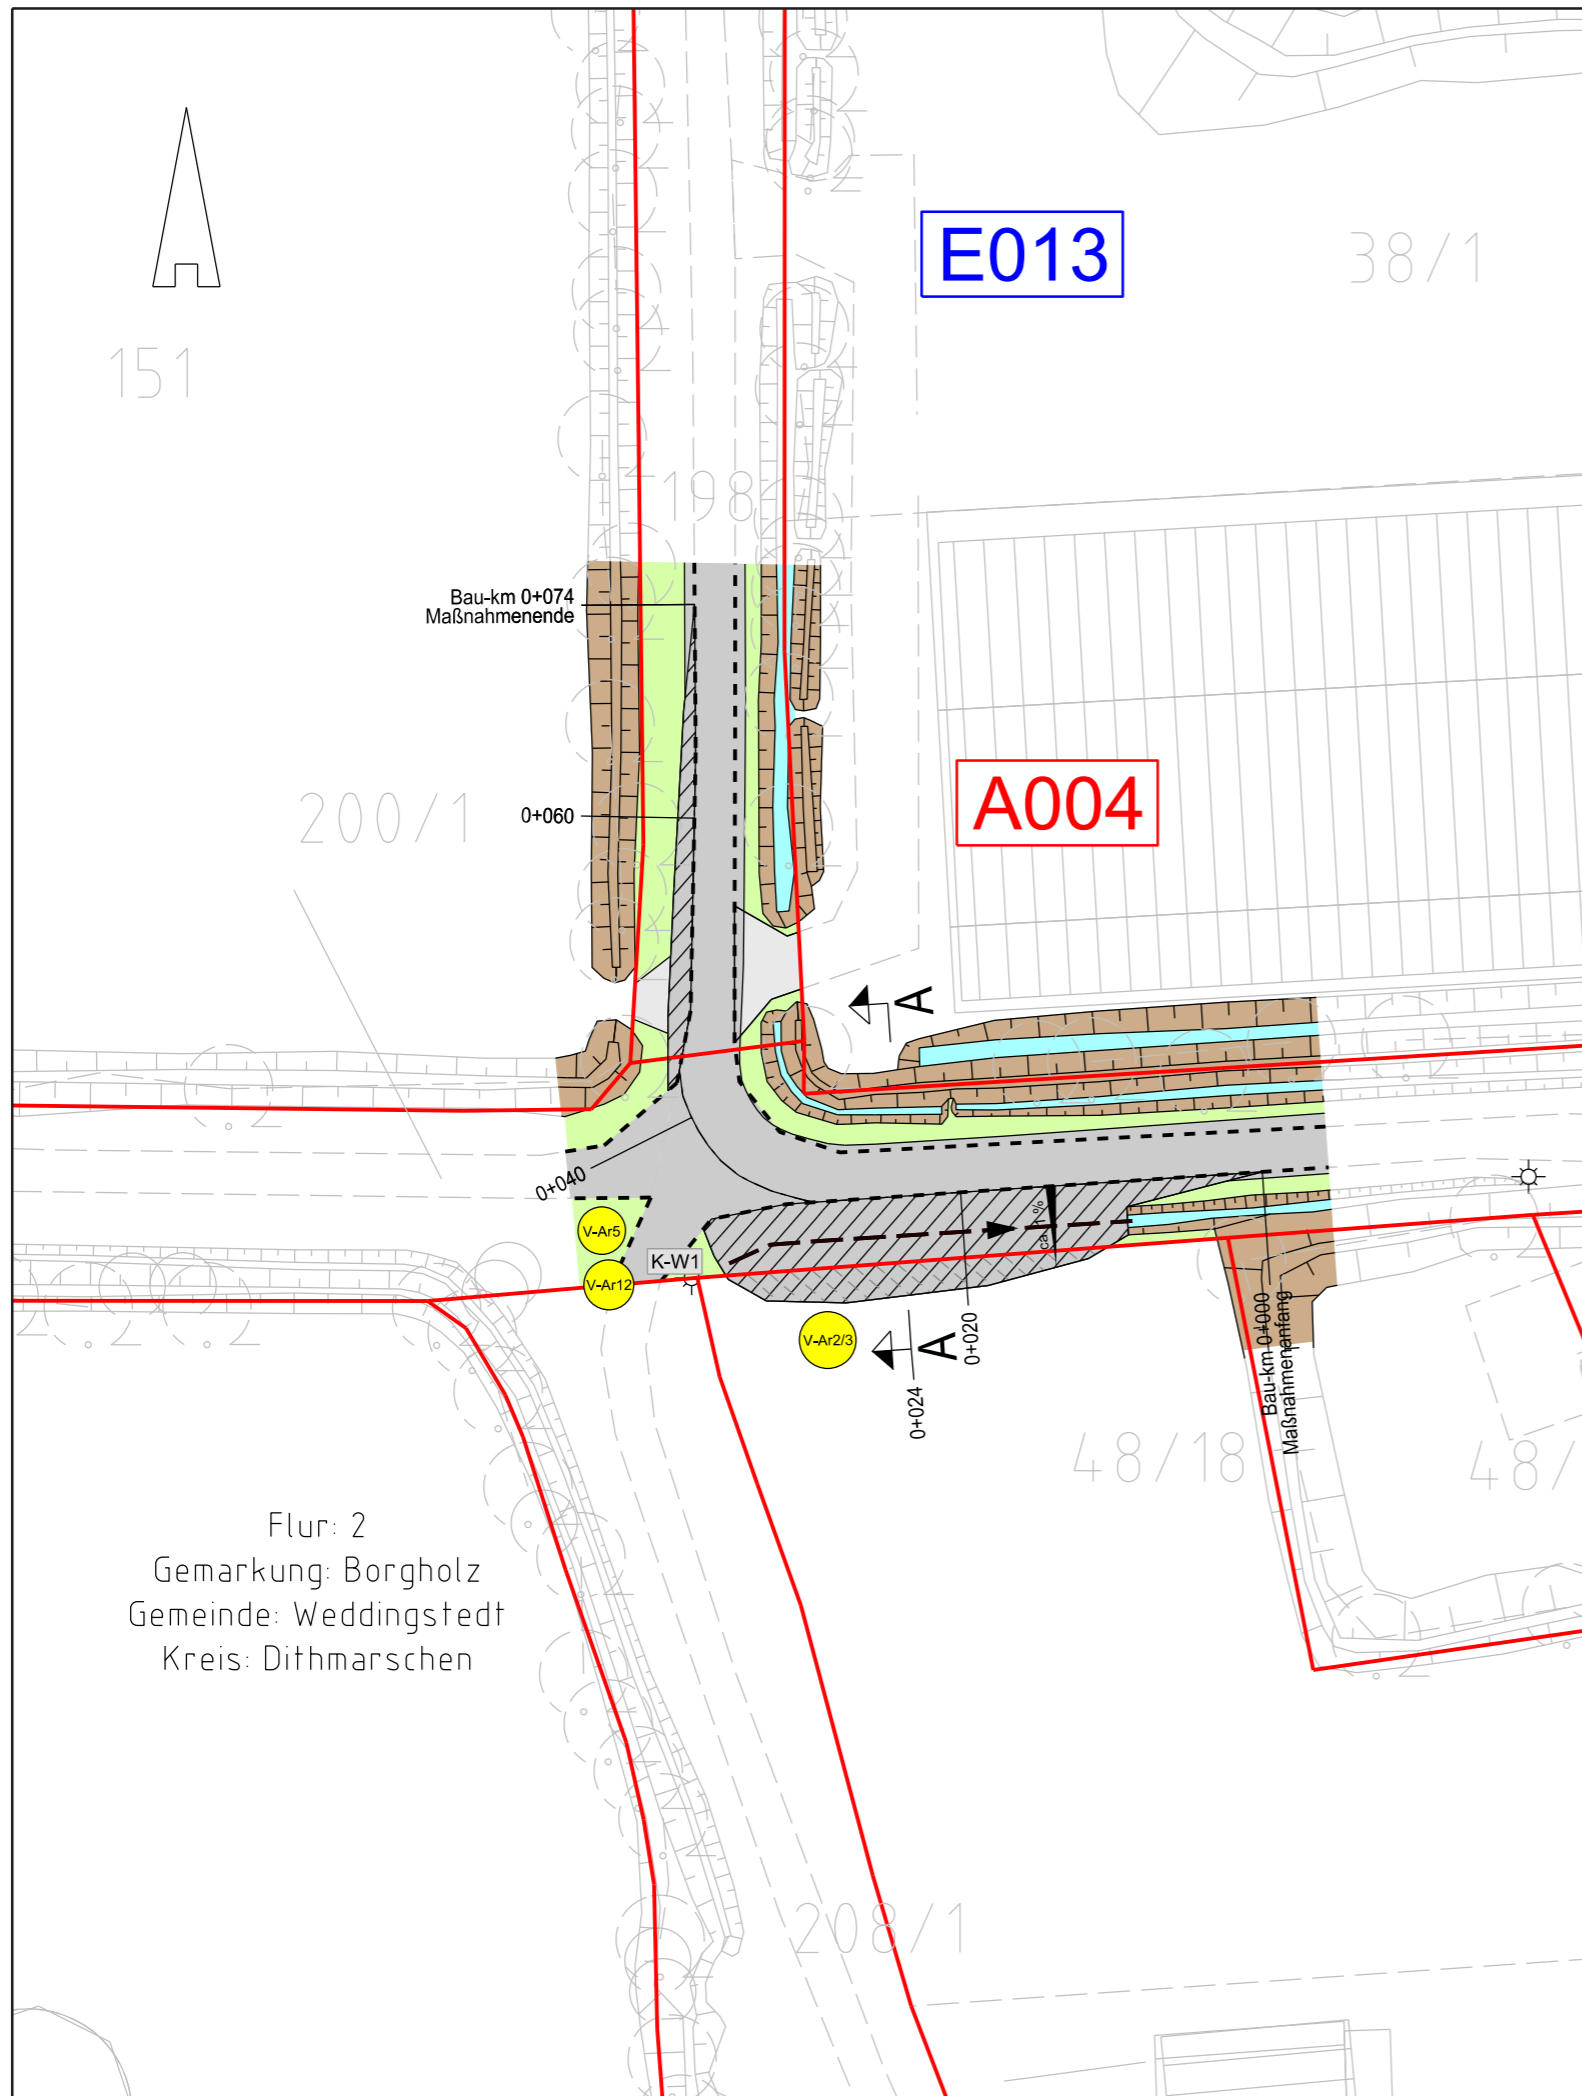 E013
38/1
151
198
Bau-km 0+074
Maßnahmenende
A004
200/1
0+060
A
0+040
V-Ar5
K-W1
V-Ar12
V-Ar2/3
A
0+020
0+024
Bau-km 0+000
Maßnahmenanfang
48/18
48/
Flur: 2
Gemarkung: Borgholz
Gemeinde: Weddingstedt
Kreis: Dithmarschen
208/1